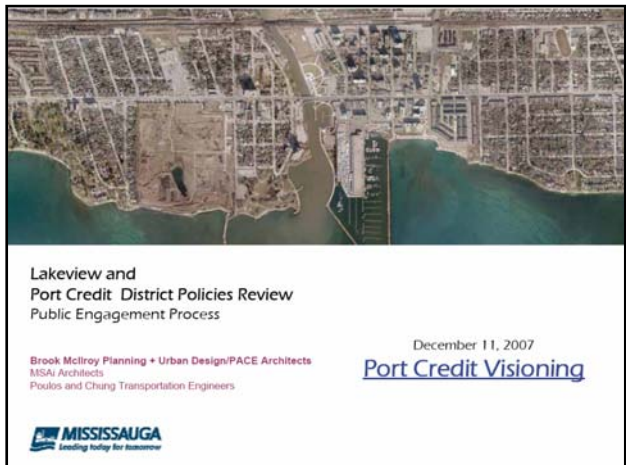 Lakeview and
Port Credit District Policies Review
Public Engagement Process
Brook McIlroy Planning + Urban Design/PACE Architects
MSAi Architects
Poulos and Chung Transportation Engineers
December 11, 2007
Port Credit Visioning
MISSISSAUGA
Leading today for tomorrow